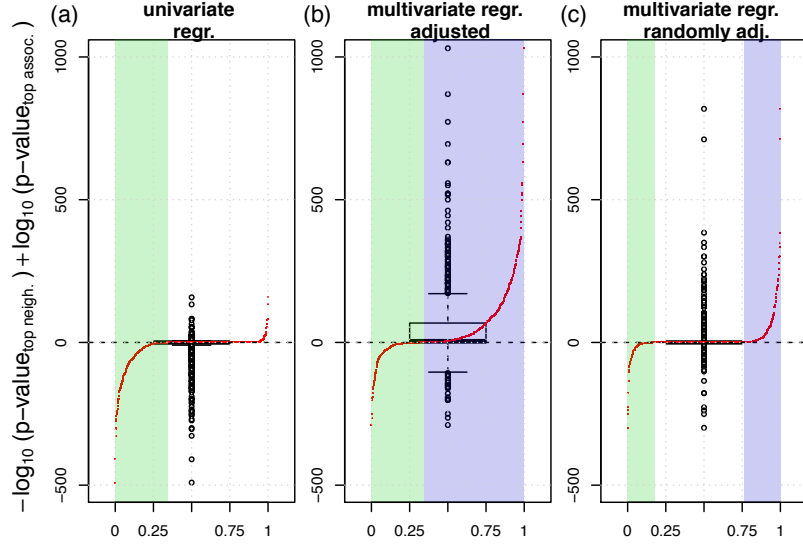 (a) univariate regr.
(b) multivariate regr. adjusted
(c) multivariate regr. randomly adj.
−log10 (p−valuetop neigh. ) + log10 (p−valuetop assoc. )
1000
500
0
−500
0 0.25 0.75 1
1000
500
0
−500
0 0.25 0.75 1
1000
500
0
−500
0 0.25 0.75 1